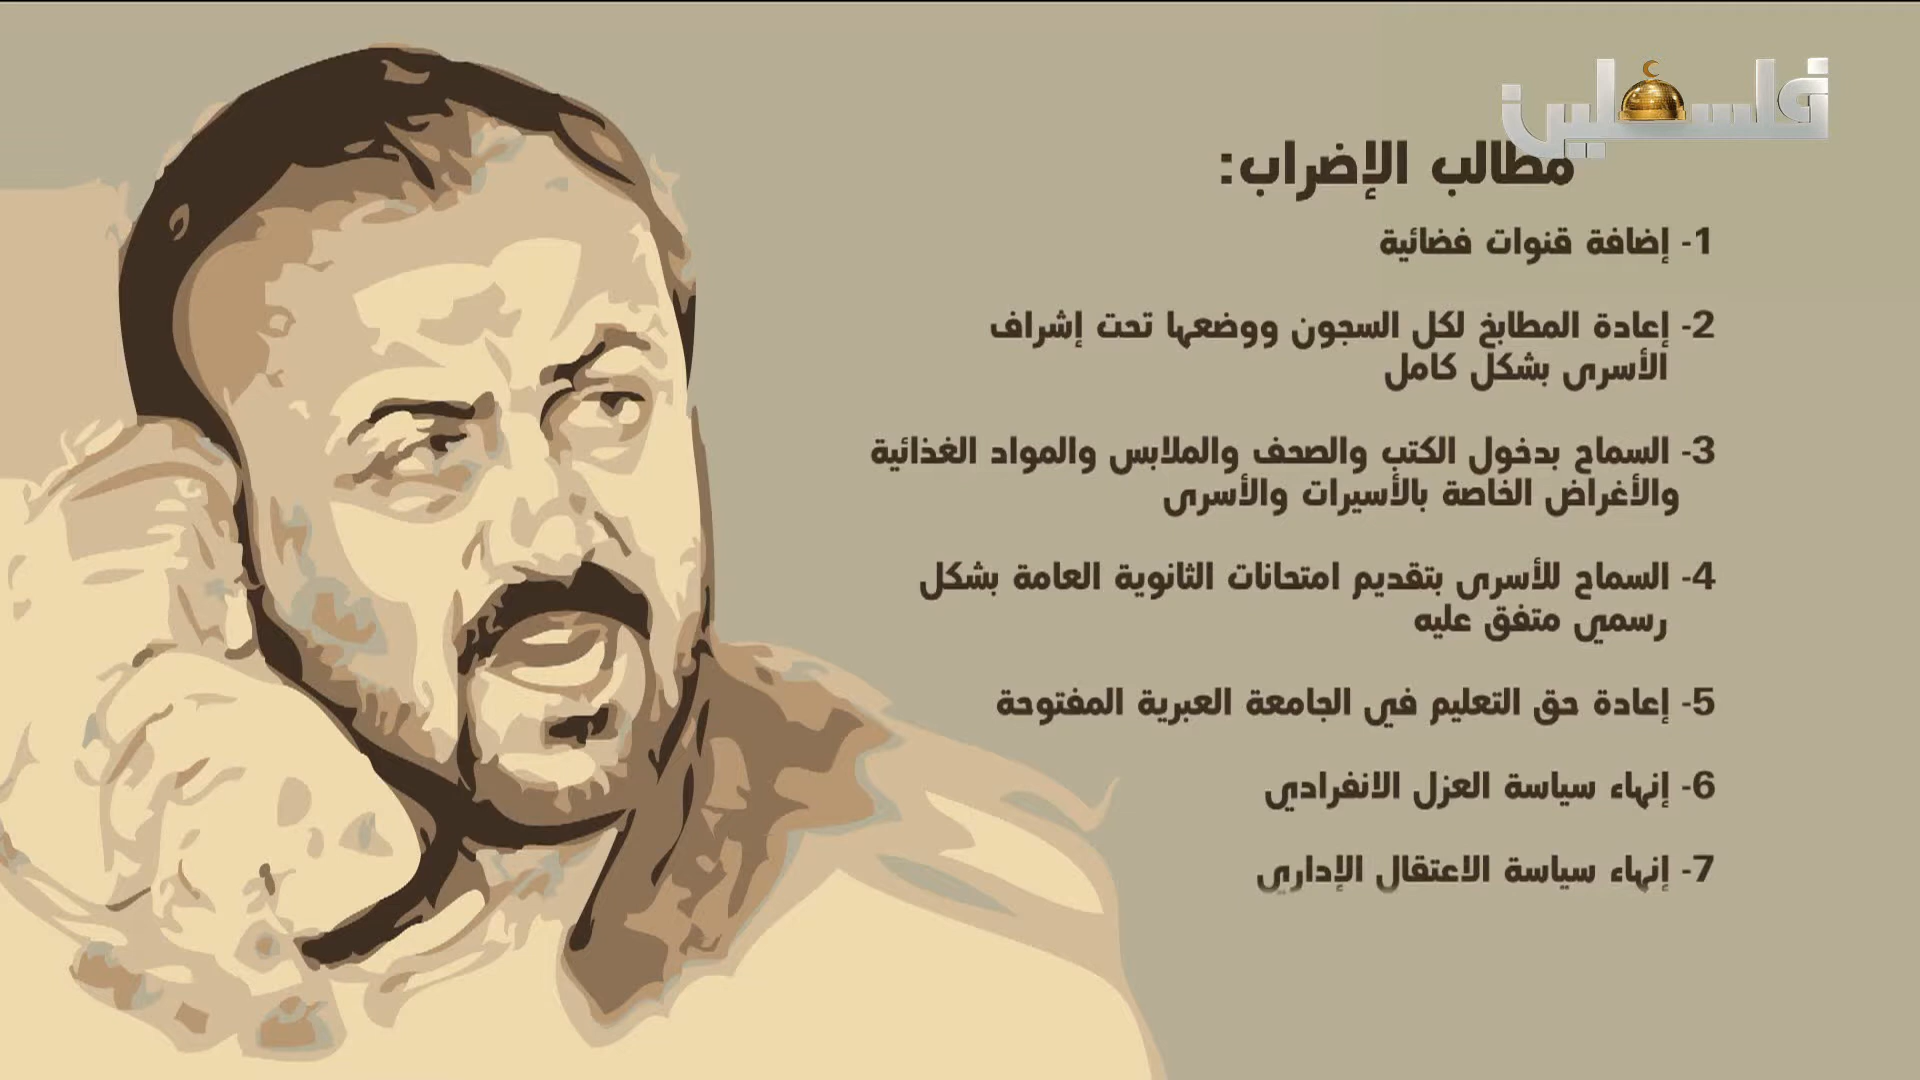 فلسطين
مطالب الإضراب:
1- إضافة قنوات فضائية
2- إعادة المطابخ لكل السجون ووضعها تحت إشراف
الأسرى بشكل كامل
3- السماح بدخول الكتب والصحف والملابس والمواد الغذائية
والأغراض الخاصة بالأسيرات والأسرى
4- السماح للأسرى بتقديم امتحانات الثانوية العامة بشكل
رسمي متفق عليه
5- إعادة حق التعليم في الجامعة العبرية المفتوحة
6- إنهاء سياسة العزل الانفرادي
7- إنهاء سياسة الاعتقال الإداري